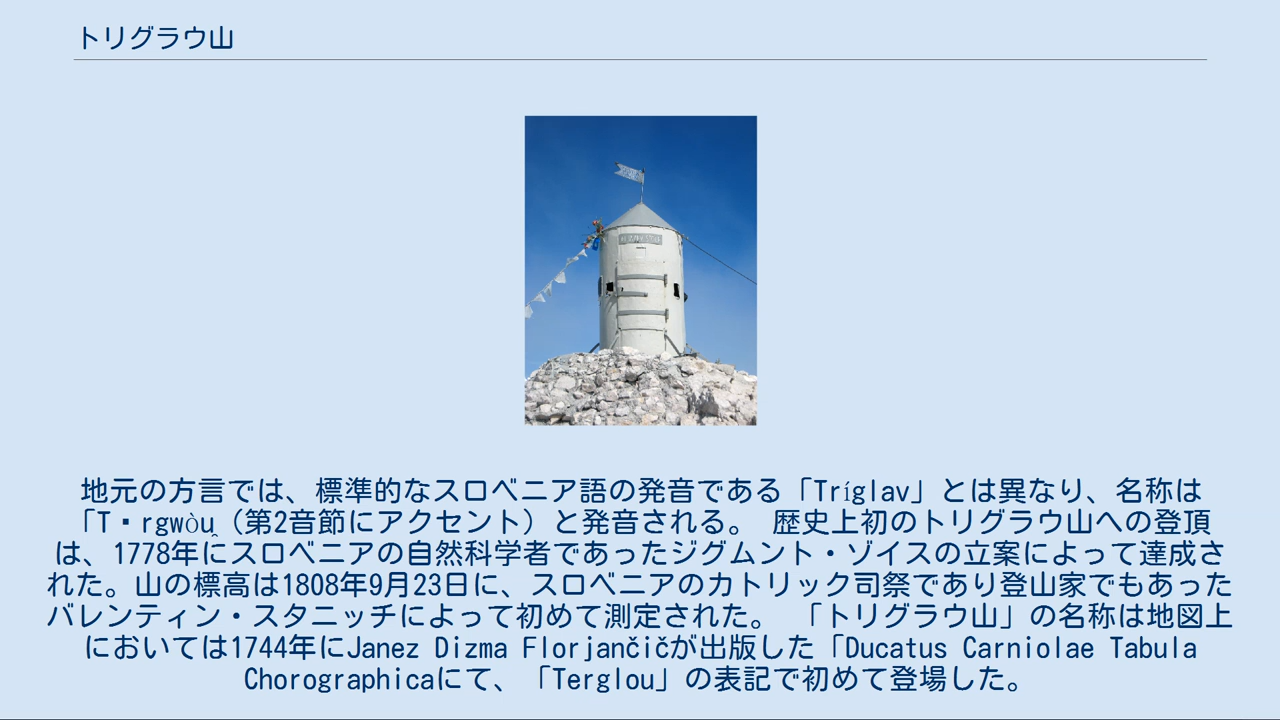 トリグラウ山
地元の方言では、標準的なスロベニア語の発音である「Tríglav」とは異なり、名称は
「T・rgwòu̯（第2音節にアクセント）と発音される。 歴史上初のトリグラウ山への登頂
は、1778年にスロベニアの自然科学者であったジグムント・ゾイスの立案によって達成さ
れた。山の標高は1808年9月23日に、スロベニアのカトリック司祭であり登山家でもあった
バレンティン・スタニッチによって初めて測定された。 「トリグラウ山」の名称は地図上
においては1744年にJanez Dizma Florjančičが出版した「Ducatus Carniolae Tabula
Chorographicaにて、「Terglou」の表記で初めて登場した。